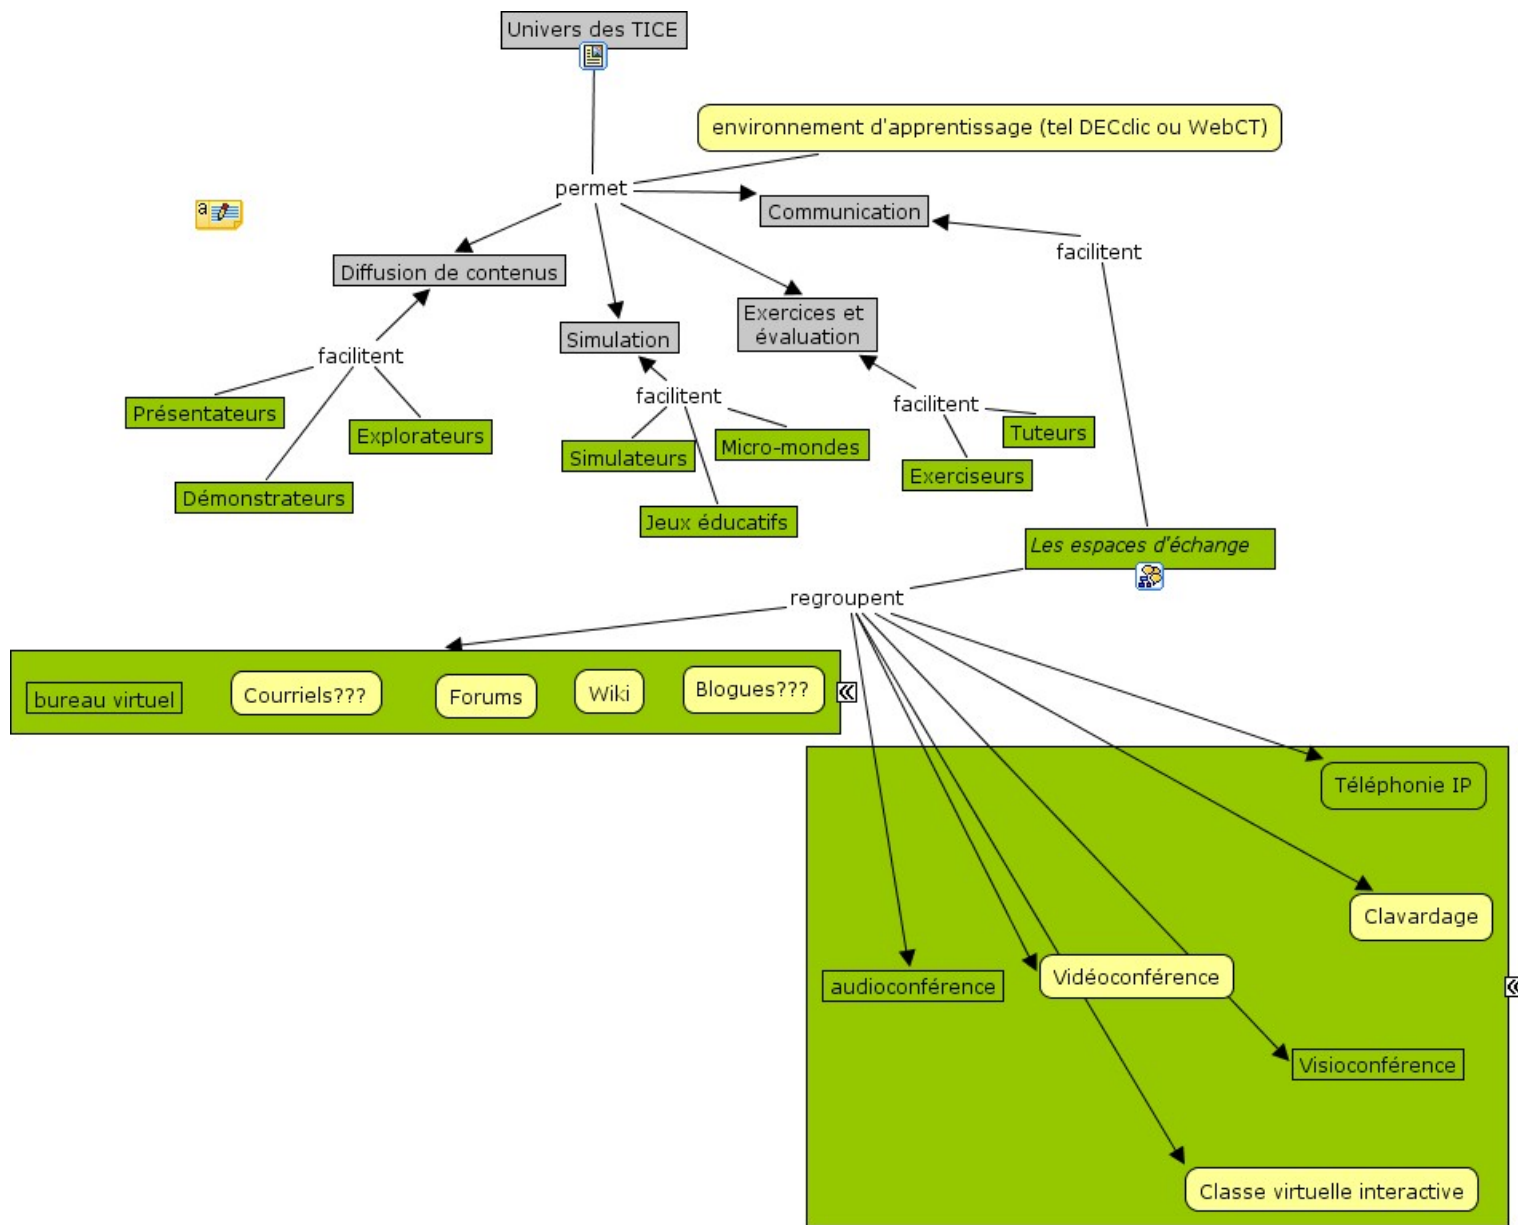 Univers des TICE
environnement d'apprentissage (tel DECclic ou WebCT)
permet
a
Communication
facilitent
Diffusion de contenus
Exercices et
évaluation
Simulation
facilitent
facilitent
facilitent
Présentateurs
Explorateurs
Démonstrateurs
Simulateurs
Micro-mondes
Jeux éducatifs
Tuteurs
Exerciseurs
Les espaces d'échange
regroupent
bureau virtuel
Courriels???
Forums
Wiki
Blogues???
Téléphonie IP
Clavardage
audioconférence
Vidéoconférence
Visioconférence
Classe virtuelle interactive